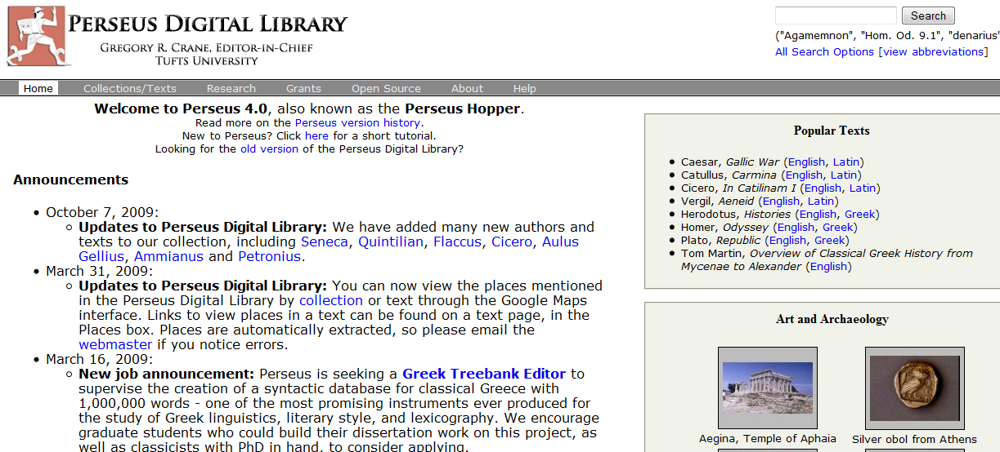 PERSEUS DIGITAL LIBRARY
GREGORY R. CRANE, EDITOR-IN-CHIEF
TUFTS UNIVERSITY
Search
("Agamemnon", "Hom. Od. 9.1", "denarius"
All Search Options [view abbreviations]
Home Collections/Texts Research Grants Open Source About Help
Welcome to Perseus 4.0, also known as the Perseus Hopper.
Read more on the Perseus version history.
New to Perseus? Click here for a short tutorial.
Looking for the old version of the Perseus Digital Library?
Announcements
• October 7, 2009:
Updates to Perseus Digital Library: We have added many new authors and
texts to our collection, including Seneca, Quintilian, Flaccus, Cicero, Aulus
Gellius, Ammianus and Petronius.
• March 31, 2009:
Updates to Perseus Digital Library: You can now view the places mentioned
in the Perseus Digital Library by collection or text through the Google Maps
interface. Links to view places in a text can be found on a text page, in the
Places box. Places are automatically extracted, so please email the
webmaster if you notice errors.
• March 16, 2009:
New job announcement: Perseus is seeking a Greek Treebank Editor to
supervise the creation of a syntactic database for classical Greece with
1,000,000 words - one of the most promising instruments ever produced for
the study of Greek linguistics, literary style, and lexicography. We encourage
graduate students who could build their dissertation work on this project, as
well as classicists with PhD in hand, to consider applying.
Popular Texts
• Caesar, Gallic War (English, Latin)
• Catullus, Carmina (English, Latin)
• Cicero, In Catilinam I (English, Latin)
• Vergil, Aeneid (English, Latin)
• Herodotus, Histories (English, Greek)
• Homer, Odyssey (English, Greek)
• Plato, Republic (English, Greek)
• Tom Martin, Overview of Classical Greek History from
Mycenae to Alexander (English)
Art and Archaeology
Aegina, Temple of Aphaia
Silver obol from Athens